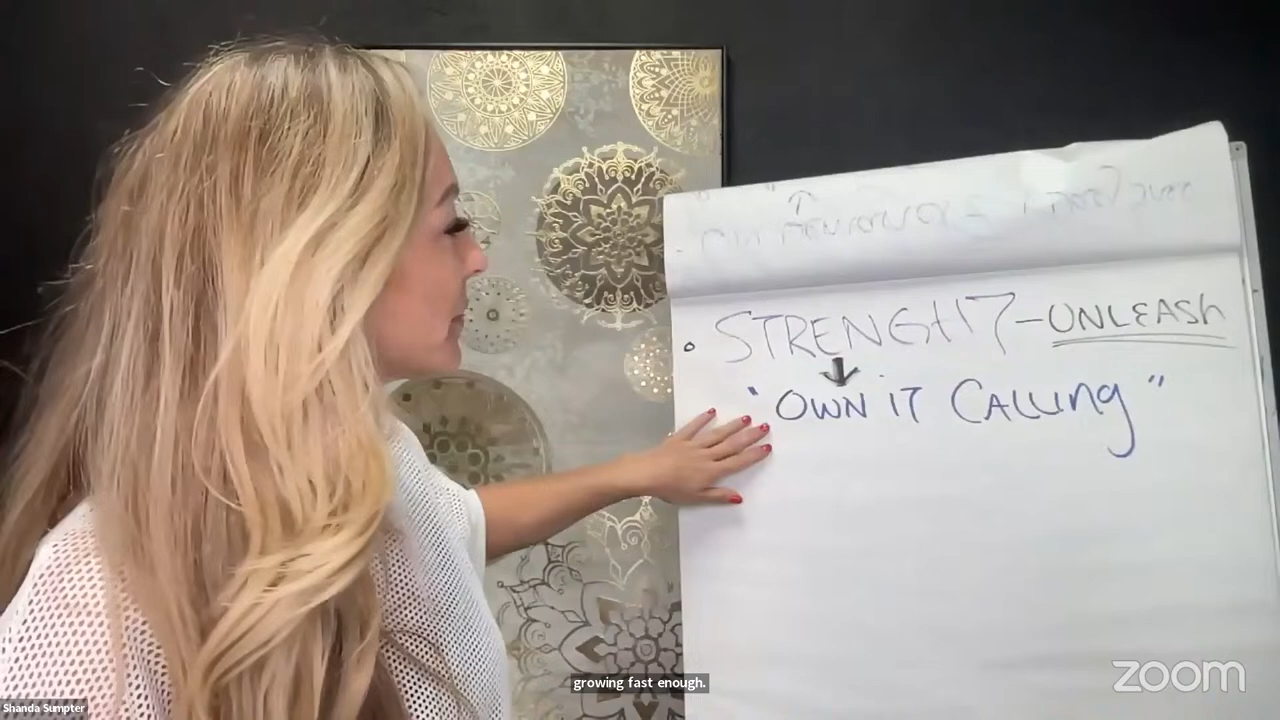 • STRENGHT - UNLEASH
"OWN IT CALLING"
growing fast enough.
Shanda Sumpter
zoom